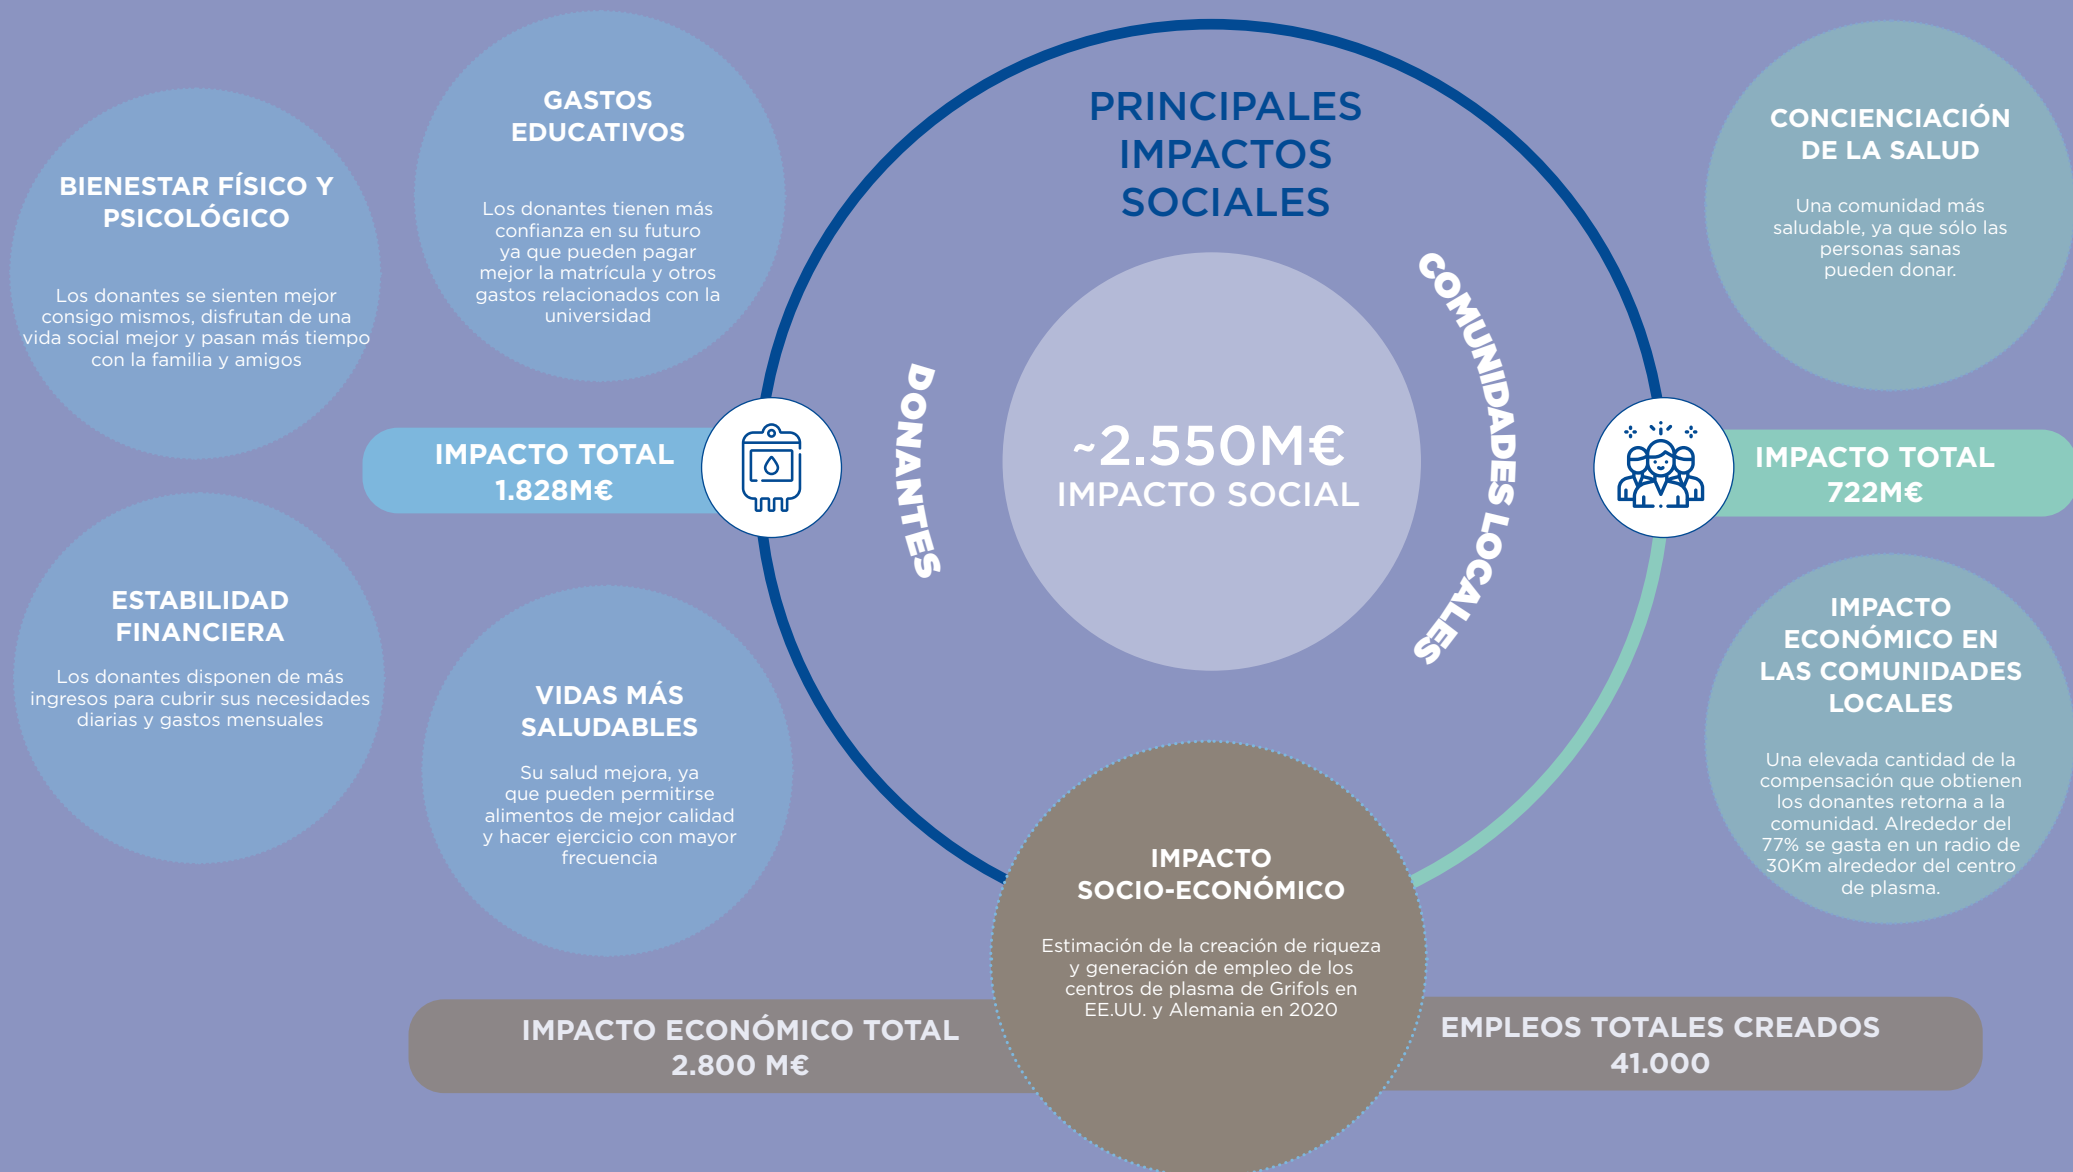 PRINCIPALES
IMPACTOS
SOCIALES
~2.550M€
IMPACTO SOCIAL
DONANTES
COMUNIDADES LOCALES
BIENESTAR FÍSICO Y
PSICOLÓGICO
Los donantes se sienten mejor
consigo mismos, disfrutan de una
vida social mejor y pasan más tiempo
con la familia y amigos
GASTOS
EDUCATIVOS
Los donantes tienen más
confianza en su futuro
ya que pueden pagar
mejor la matrícula y otros
gastos relacionados con la
universidad
IMPACTO TOTAL
1.828M€
ESTABILIDAD
FINANCIERA
Los donantes disponen de más
ingresos para cubrir sus necesidades
diarias y gastos mensuales
VIDAS MÁS
SALUDABLES
Su salud mejora, ya
que pueden permitirse
alimentos de mejor calidad
y hacer ejercicio con mayor
frecuencia
CONCIENCIACIÓN
DE LA SALUD
Una comunidad más
saludable, ya que sólo las
personas sanas
pueden donar.
IMPACTO TOTAL
722M€
IMPACTO
ECONÓMICO EN
LAS COMUNIDADES
LOCALES
Una elevada cantidad de la
compensación que obtienen
los donantes retorna a la
comunidad. Alrededor del
77% se gasta en un radio de
30Km alrededor del centro
de plasma.
IMPACTO
SOCIO-ECONÓMICO
Estimación de la creación de riqueza
y generación de empleo de los
centros de plasma de Grifols en
EE.UU. y Alemania en 2020
IMPACTO ECONÓMICO TOTAL
2.800 M€
EMPLEOS TOTALES CREADOS
41.000